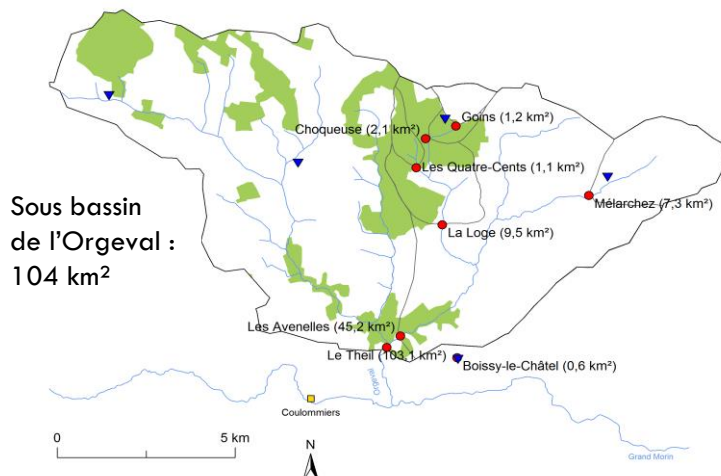 Goins (1,2 km²)
Choqueuse (2,1 km²)
Les Quatre-Cents (1,1 km²)
Mélarchez (7,3 km²)
Sous bassin
de l’Orgeval :
104 km²
La Loge (9,5 km²)
Les Avenelles (45,2 km²)
Le Theil (103,1 km²)
Boissy-le-Châtel (0,6 km²)
Orgeval
Coulommiers
0 5 km
N
Grand Morin